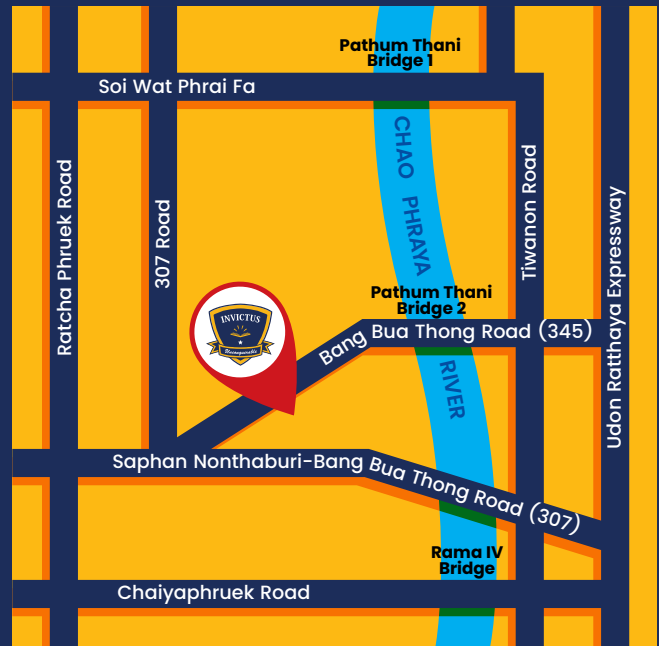 Pathum Thani
Bridge 1
Soi Wat Phrai Fa
CHAO PHRAYA RIVER
Ratcha Phruek Road
307 Road
Tiwanon Road
Udon Ratthaya Expressway
Pathum Thani
Bridge 2
INVICTUS
Unconquerable
Bang Bua Thong Road (345)
Saphan Nonthaburi-Bang Bua Thong Road (307)
Rama IV
Bridge
Chaiyaphruek Road